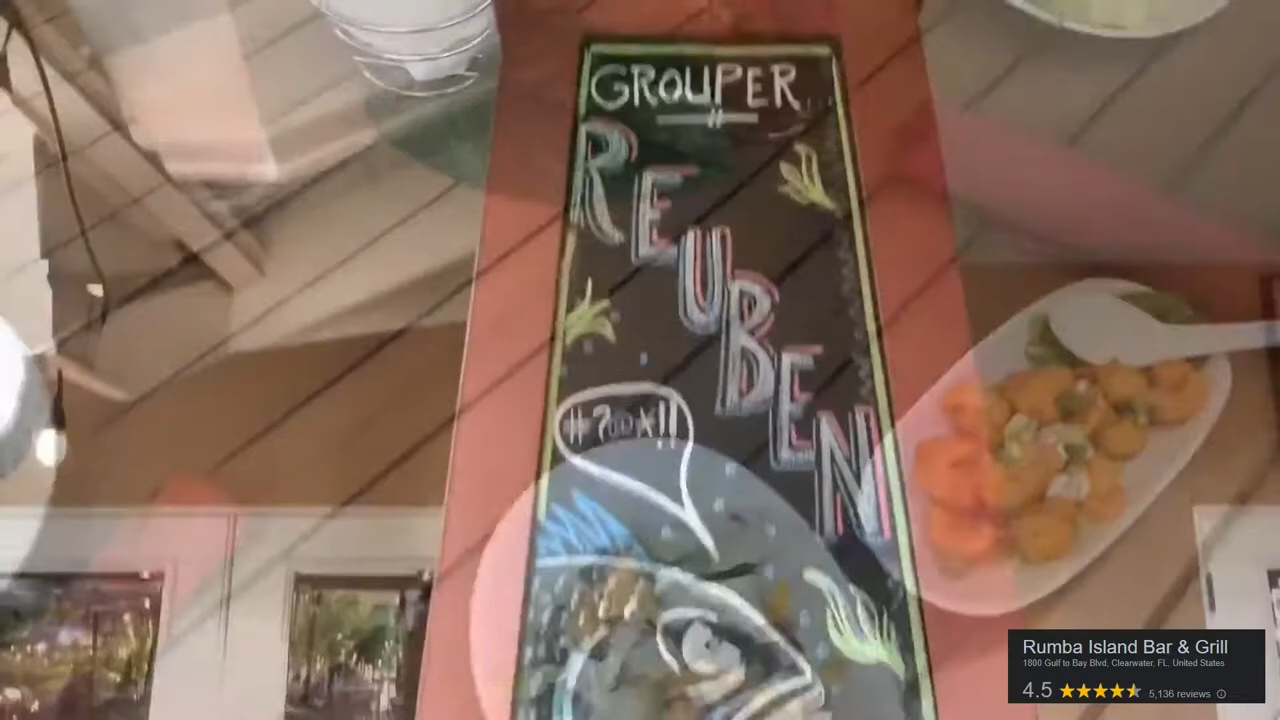 GROUPER...
REUBEN
Rumba Island Bar & Grill
1800 Gulf to Bay Blvd, Clearwater, FL, United States
4.5 5,136 reviews